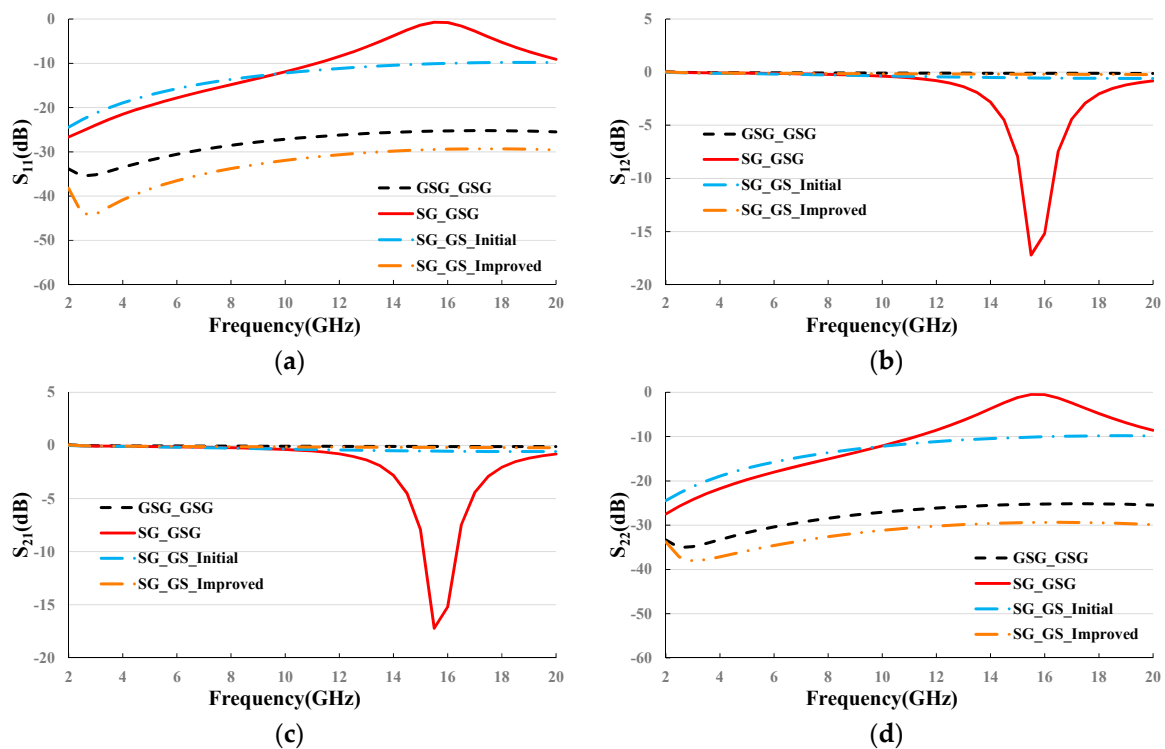 0
-10
-20
-30
-40
-50
-60
S11(dB)
GSG_GSG
SG_GSG
SG_GS_Initial
SG_GS_Improved
2 4 6 8 10 12 14 16 18 20
Frequency(GHz)
(a)
5
0
-5
-10
-15
-20
S12(dB)
GSG_GSG
SG_GSG
SG_GS_Initial
SG_GS_Improved
2 4 6 8 10 12 14 16 18 20
Frequency(GHz)
(b)
5
0
-5
-10
-15
-20
S21(dB)
GSG_GSG
SG_GSG
SG_GS_Initial
SG_GS_Improved
2 4 6 8 10 12 14 16 18 20
Frequency(GHz)
(c)
0
-10
-20
-30
-40
-50
-60
S22(dB)
GSG_GSG
SG_GSG
SG_GS_Initial
SG_GS_Improved
2 4 6 8 10 12 14 16 18 20
Frequency(GHz)
(d)